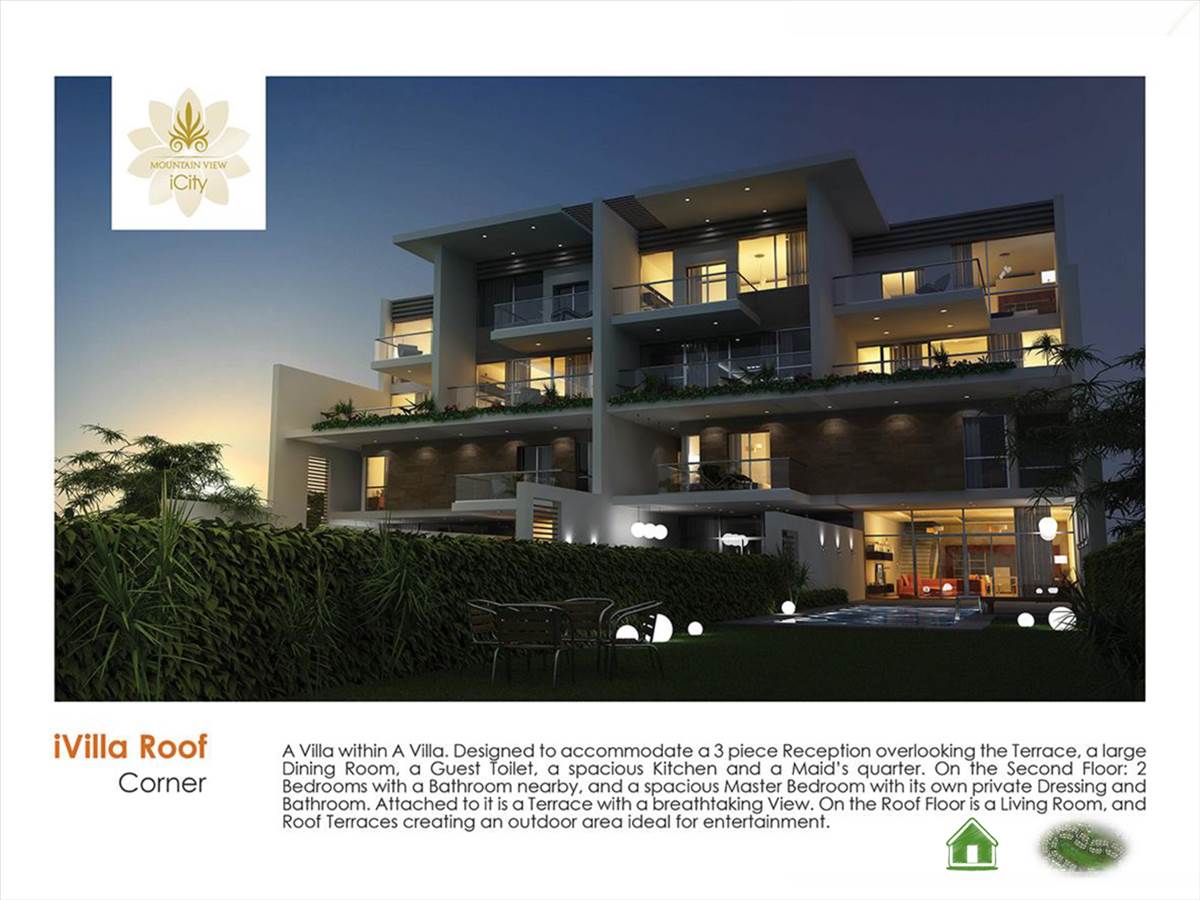 MOUNTAIN VIEW
iCity
iVilla Roof
Corner
A Villa within A Villa. Designed to accommodate a 3 piece Reception overlooking the Terrace, a large
Dining Room, a Guest Toilet, a spacious Kitchen and a Maid's quarter. On the Second Floor: 2
Bedrooms with a Bathroom nearby, and a spacious Master Bedroom with its own private Dressing and
Bathroom. Attached to it is a Terrace with a breathtaking View. On the Roof Floor is a Living Room, and
Roof Terraces creating an outdoor area ideal for entertainment.